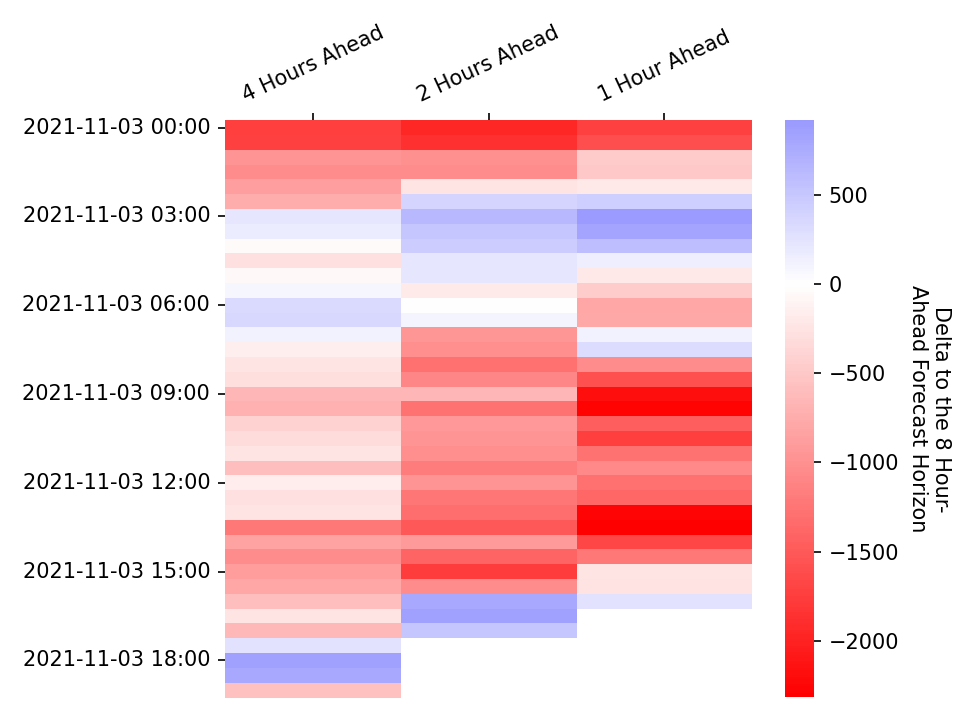 4 Hours Ahead
2 Hours Ahead
1 Hour Ahead
2021-11-03 00:00
2021-11-03 03:00
2021-11-03 06:00
2021-11-03 09:00
2021-11-03 12:00
2021-11-03 15:00
2021-11-03 18:00
500
0
−500
−1000
−1500
−2000
Delta to the 8 Hour-
Ahead Forecast Horizon